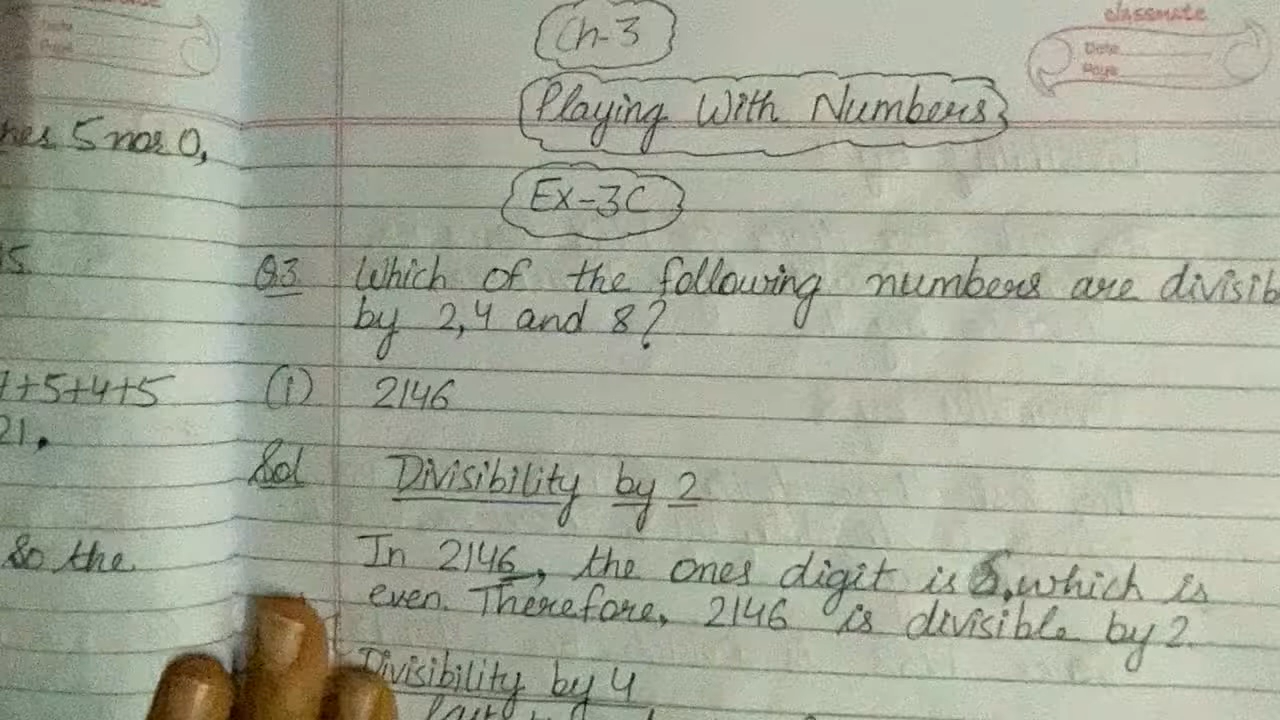 classmate
Date
Page
Ch-3
Playing With Numbers
Ex-3C
5 nor 0,
Q3 Which of the following numbers are divisib
by 2,4 and 8?
7+5+4+5
21.
(i) 2146
Sol Divisibility by 2
So the
In 2146, the ones digit is 6, which is
even. Therefore, 2146 is divisible by 2.
Divisibility by 4